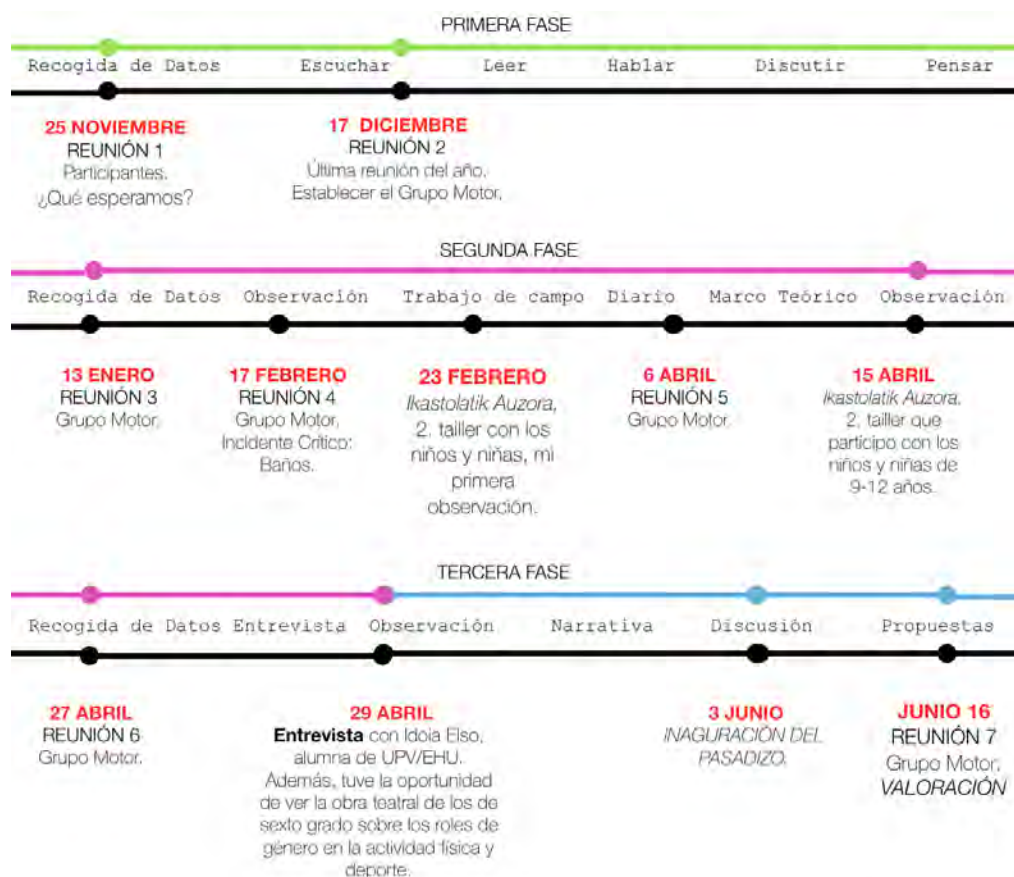 PRIMERA FASE
Recogida de Datos Escuchar Leer Hablar Discutir Pensar
25 NOVIEMBRE
REUNIÓN 1
Participantes.
¿Qué esperamos?
17 DICIEMBRE
REUNIÓN 2
Última reunión del año.
Establecer el Grupo Motor.
SEGUNDA FASE
Recogida de Datos Observación Trabajo de campo Diario Marco Teórico Observación
13 ENERO
REUNIÓN 3
Grupo Motor.
17 FEBRERO
REUNIÓN 4
Grupo Motor.
Incidente Crítico:
Baños.
23 FEBRERO
Ikastolatik Auzora,
2. tailler con los
niños y niñas, mi
primera
observación.
6 ABRIL
REUNIÓN 5
Grupo Motor.
15 ABRIL
Ikastolatik Auzora.
2. tailler que
participo con los
niños y niñas de
9-12 años.
TERCERA FASE
Recogida de Datos Entrevista Observación Narrativa Discusión Propuestas
27 ABRIL
REUNIÓN 6
Grupo Motor.
29 ABRIL
Entrevista con Idoia Elso,
alumna de UPV/EHU.
Además, tuve la oportunidad
de ver la obra teatral de los de
sexto grado sobre los roles de
género en la actividad física y
deporte.
3 JUNIO
INAGURACIÓN DEL
PASADIZO.
JUNIO 16
REUNIÓN 7
Grupo Motor.
VALORACIÓN